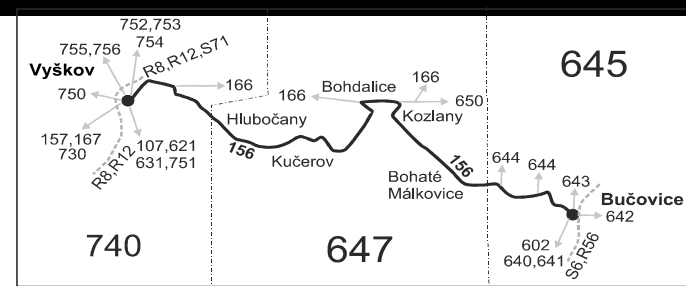 752,753
754
755,756
R8,R12,S71
Vyškov
750
166
157,167
730
R8,R12
107,621
631,751
740
Hlubočany
156
Kučerov
166
Bohdalice
166
650
Kozlany
156
Bohaté
Málkovice
647
645
644
644
643
Bučovice
642
602
640,641
S6,R56